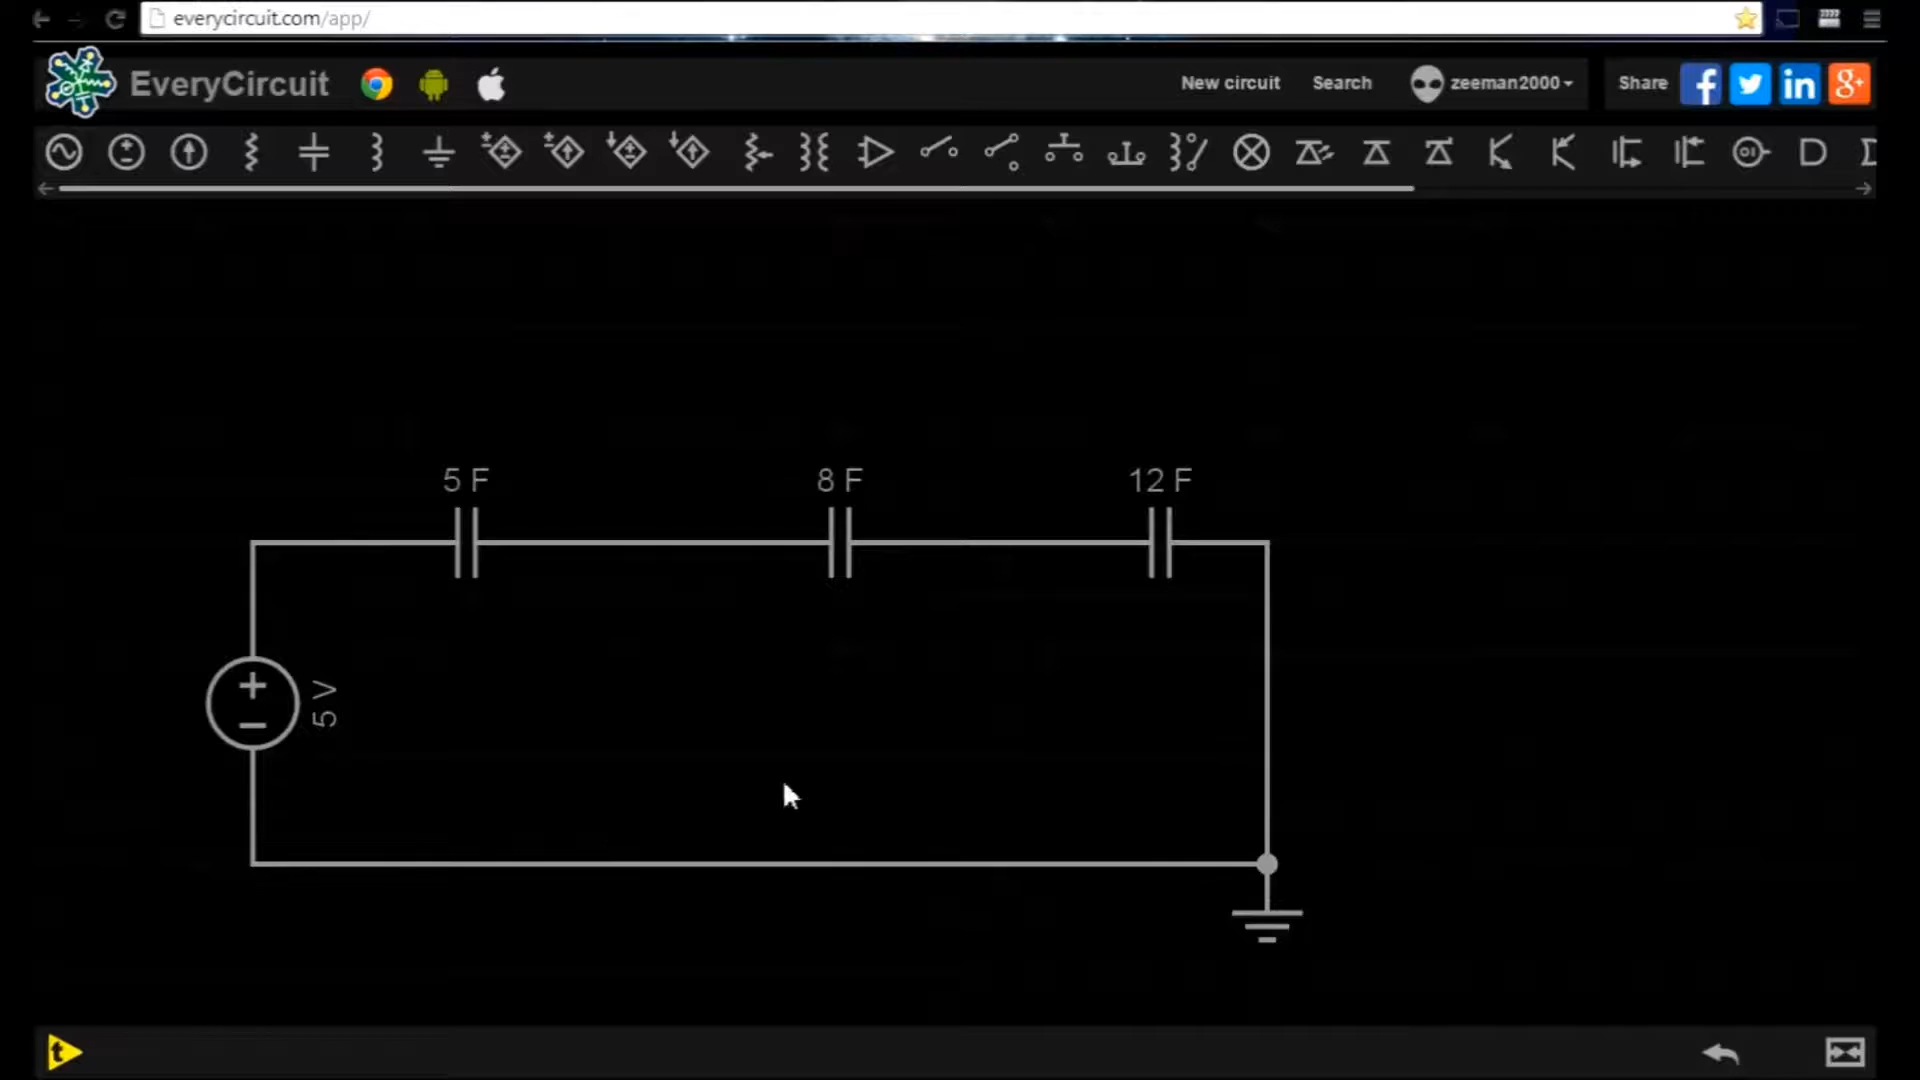 everycircuit.com/app/
EveryCircuit
New circuit Search zeeman2000 Share
5 F 8 F 12 F
5 V
t